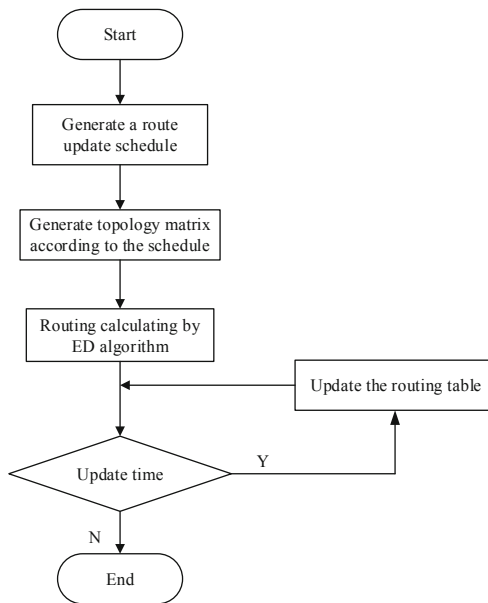 Start
Generate a route
update schedule
Generate topology matrix
according to the schedule
Routing calculating by
ED algorithm
Update the routing table
Update time
Y
N
End